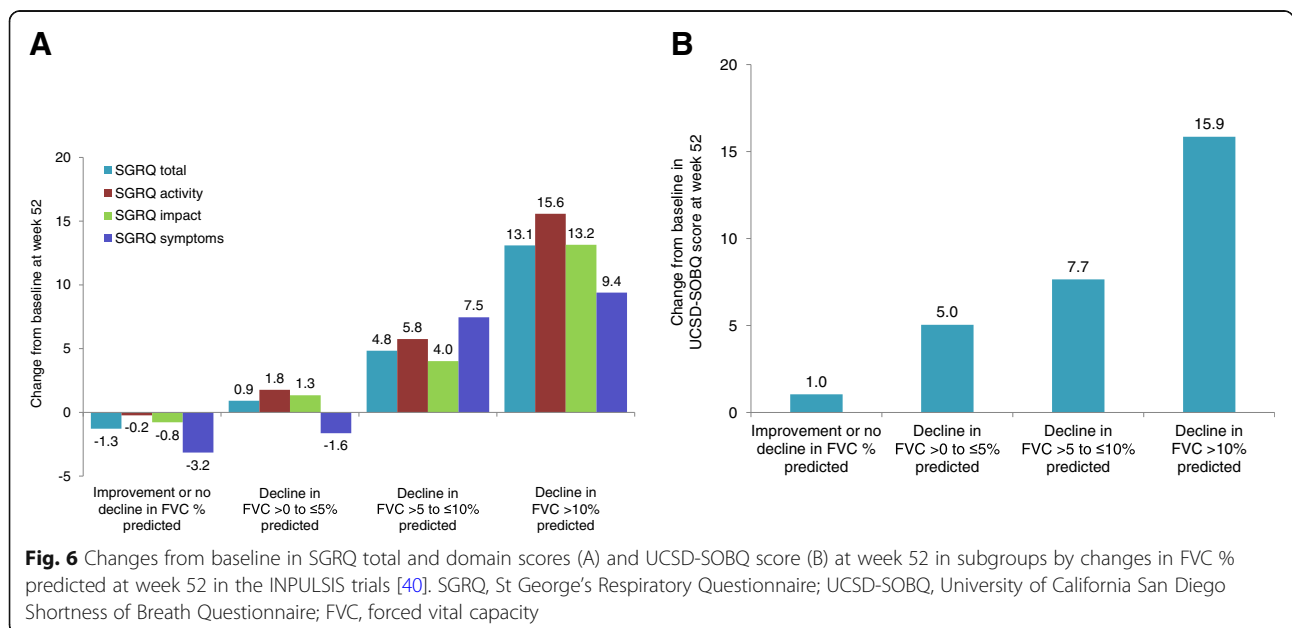 A
Change from baseline at week 52
20
15
10
5
0
-5
SGRQ total
SGRQ activity
SGRQ impact
SGRQ symptoms
-1.3
-0.2
-0.8
-3.2
0.9
1.8
1.3
-1.6
4.8
5.8
4.0
7.5
13.1
15.6
13.2
9.4
Improvement or no
decline in FVC %
predicted
Decline in
FVC >0 to ≤5%
predicted
Decline in
FVC >5 to ≤10%
predicted
Decline in
FVC >10%
predicted
B
Change from baseline in
UCSD-SOBQ score at week 52
20
15
10
5
0
1.0
5.0
7.7
15.9
Improvement or no
decline in FVC %
predicted
Decline in
FVC >0 to ≤5%
predicted
Decline in
FVC >5 to ≤10%
predicted
Decline in
FVC >10%
predicted
Fig. 6 Changes from baseline in SGRQ total and domain scores (A) and UCSD-SOBQ score (B) at week 52 in subgroups by changes in FVC %
predicted at week 52 in the INPULSIS trials [40]. SGRQ, St George's Respiratory Questionnaire; UCSD-SOBQ, University of California San Diego
Shortness of Breath Questionnaire; FVC, forced vital capacity